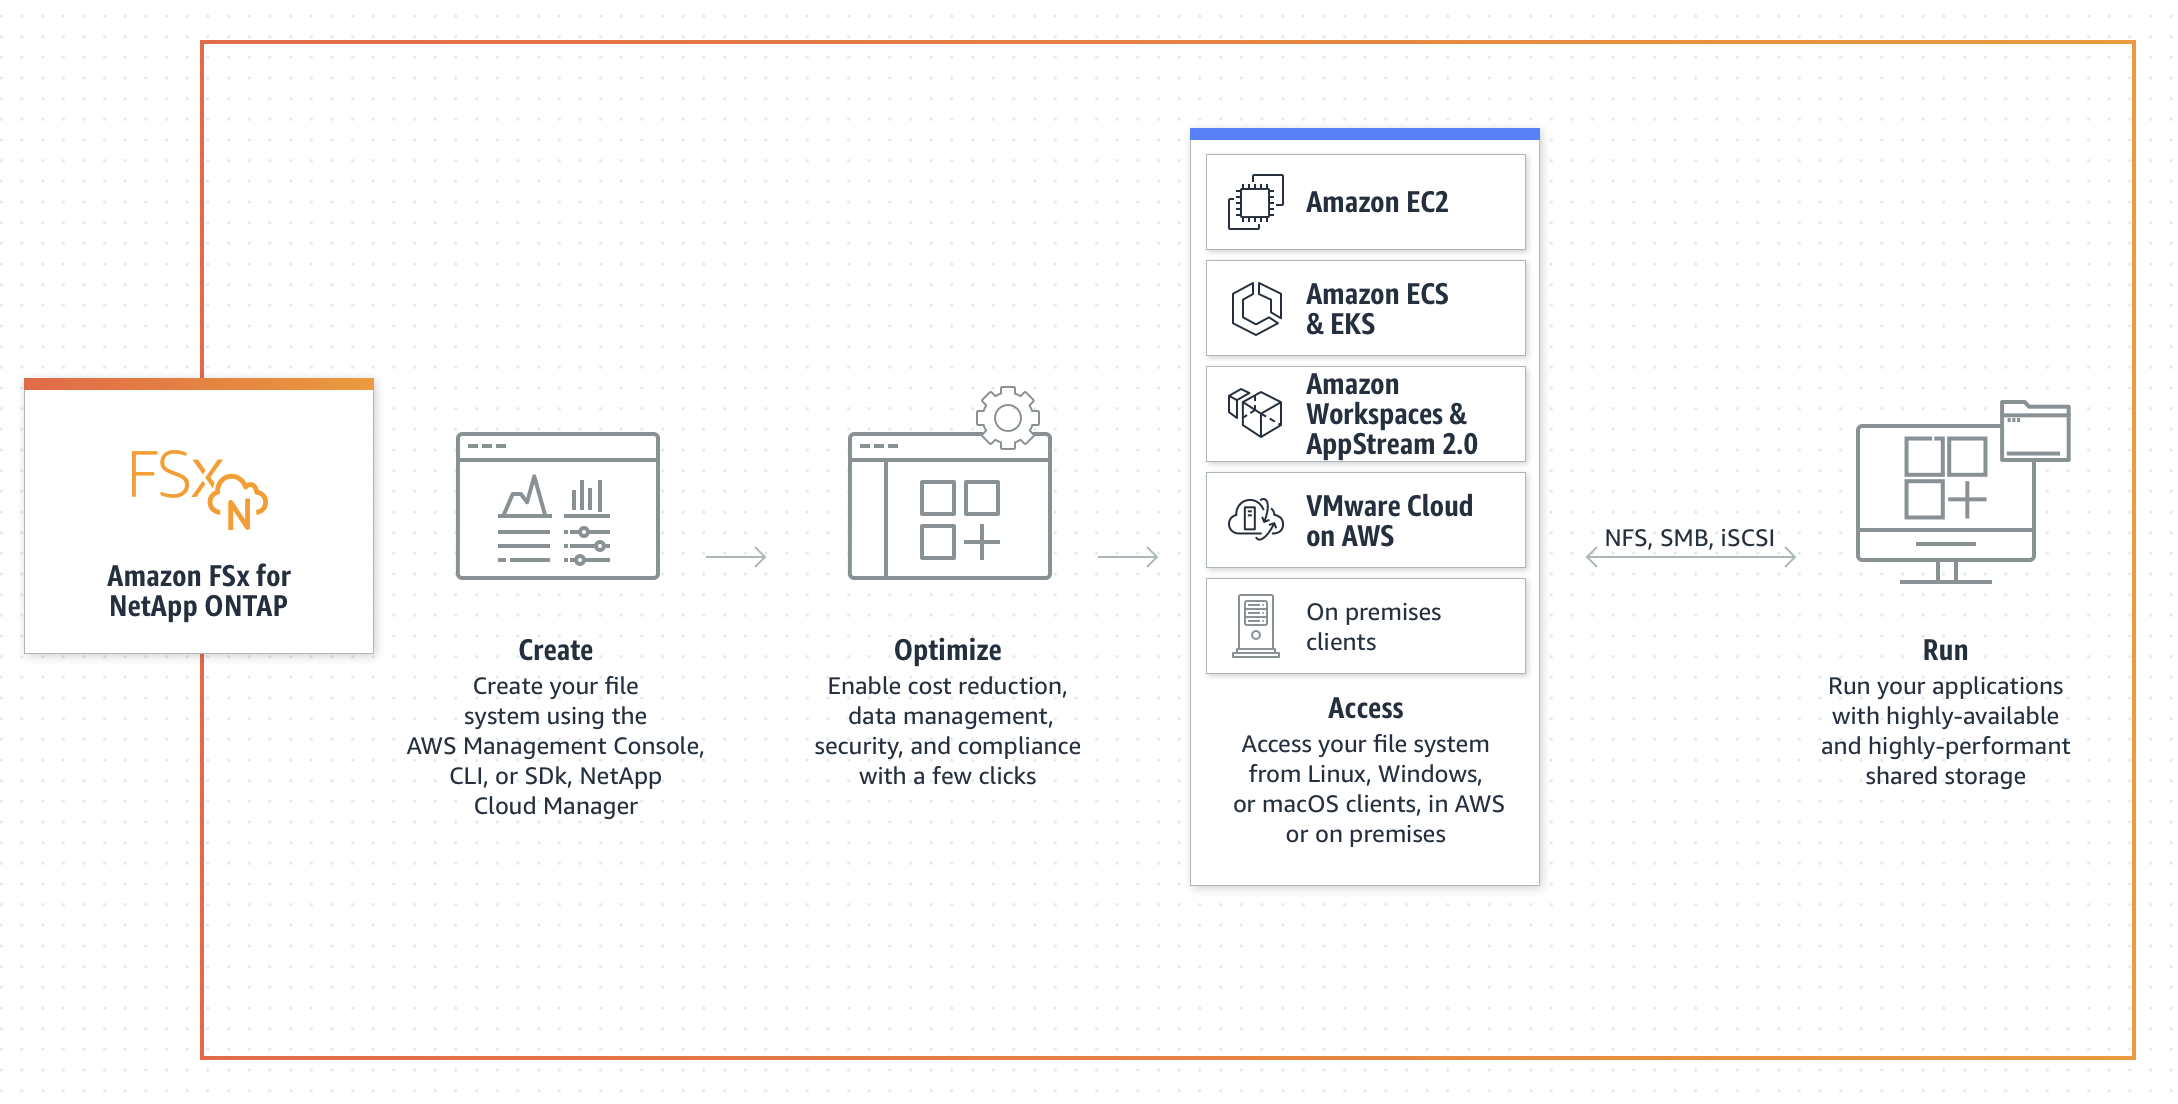 FSx
N
Amazon FSx for
NetApp ONTAP
Create
Create your file
system using the
AWS Management Console,
CLI, or SDk, NetApp
Cloud Manager
Optimize
Enable cost reduction,
data management,
security, and compliance
with a few clicks
Amazon EC2
Amazon ECS
& EKS
Amazon
Workspaces &
AppStream 2.0
VMware Cloud
on AWS
On premises
clients
Access
Access your file system
from Linux, Windows,
or macOS clients, in AWS
or on premises
NFS, SMB, iSCSI
Run
Run your applications
with highly-available
and highly-performant
shared storage